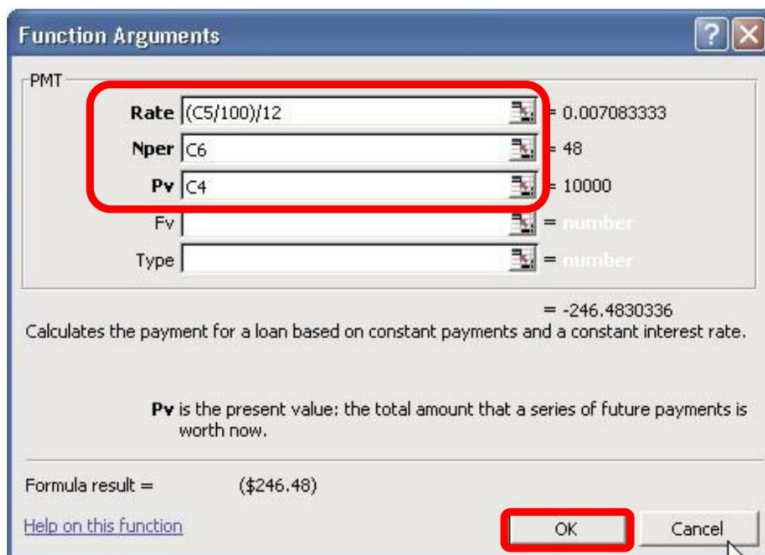 Function Arguments
PMT
Rate (C5/100)/12 = 0.007083333
Nper C6 = 48
Pv C4 = 10000
Fv = number
Type = number
= -246.4830336
Calculates the payment for a loan based on constant payments and a constant interest rate.
Pv is the present value: the total amount that a series of future payments is
worth now.
Formula result = ($246.48)
Help on this function OK Cancel